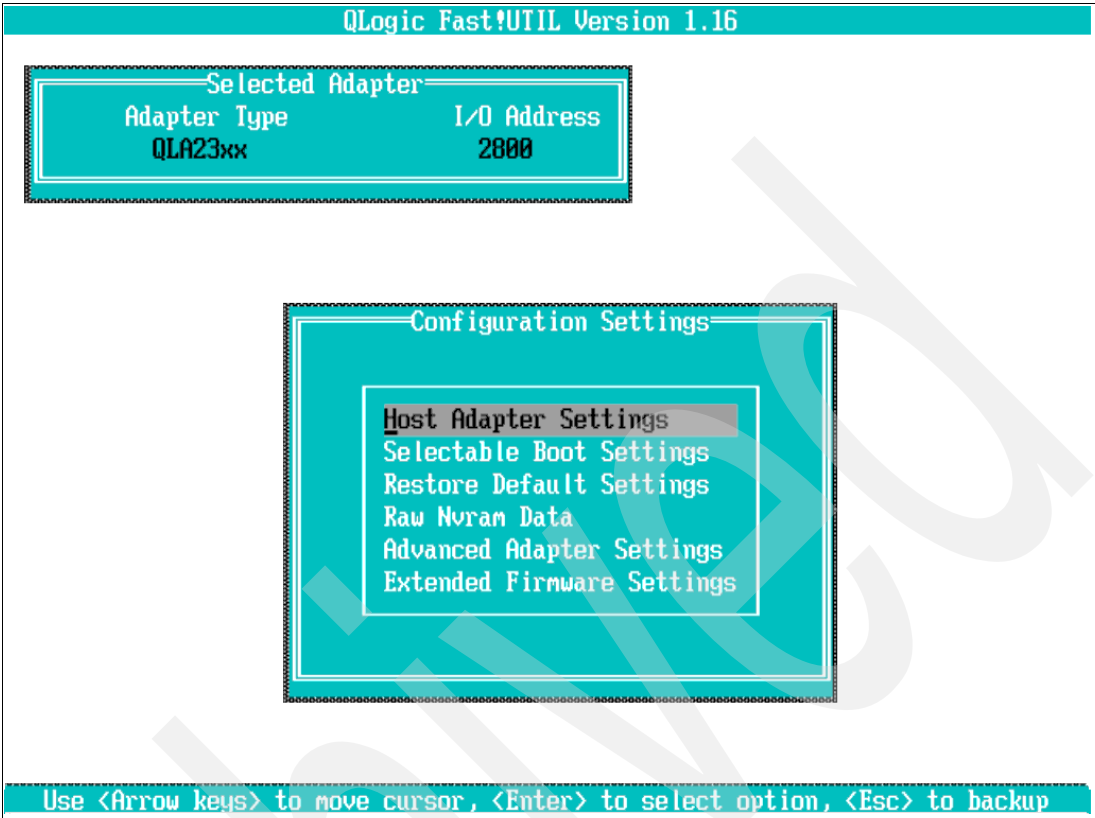 QLogic Fast!UTIL Version 1.16
Selected Adapter
Adapter Type I/O Address
QLA23xx 2800
Configuration Settings
Host Adapter Settings
Selectable Boot Settings
Restore Default Settings
Raw Nvram Data
Advanced Adapter Settings
Extended Firmware Settings
Use <Arrow keys> to move cursor, <Enter> to select option, <Esc> to backup